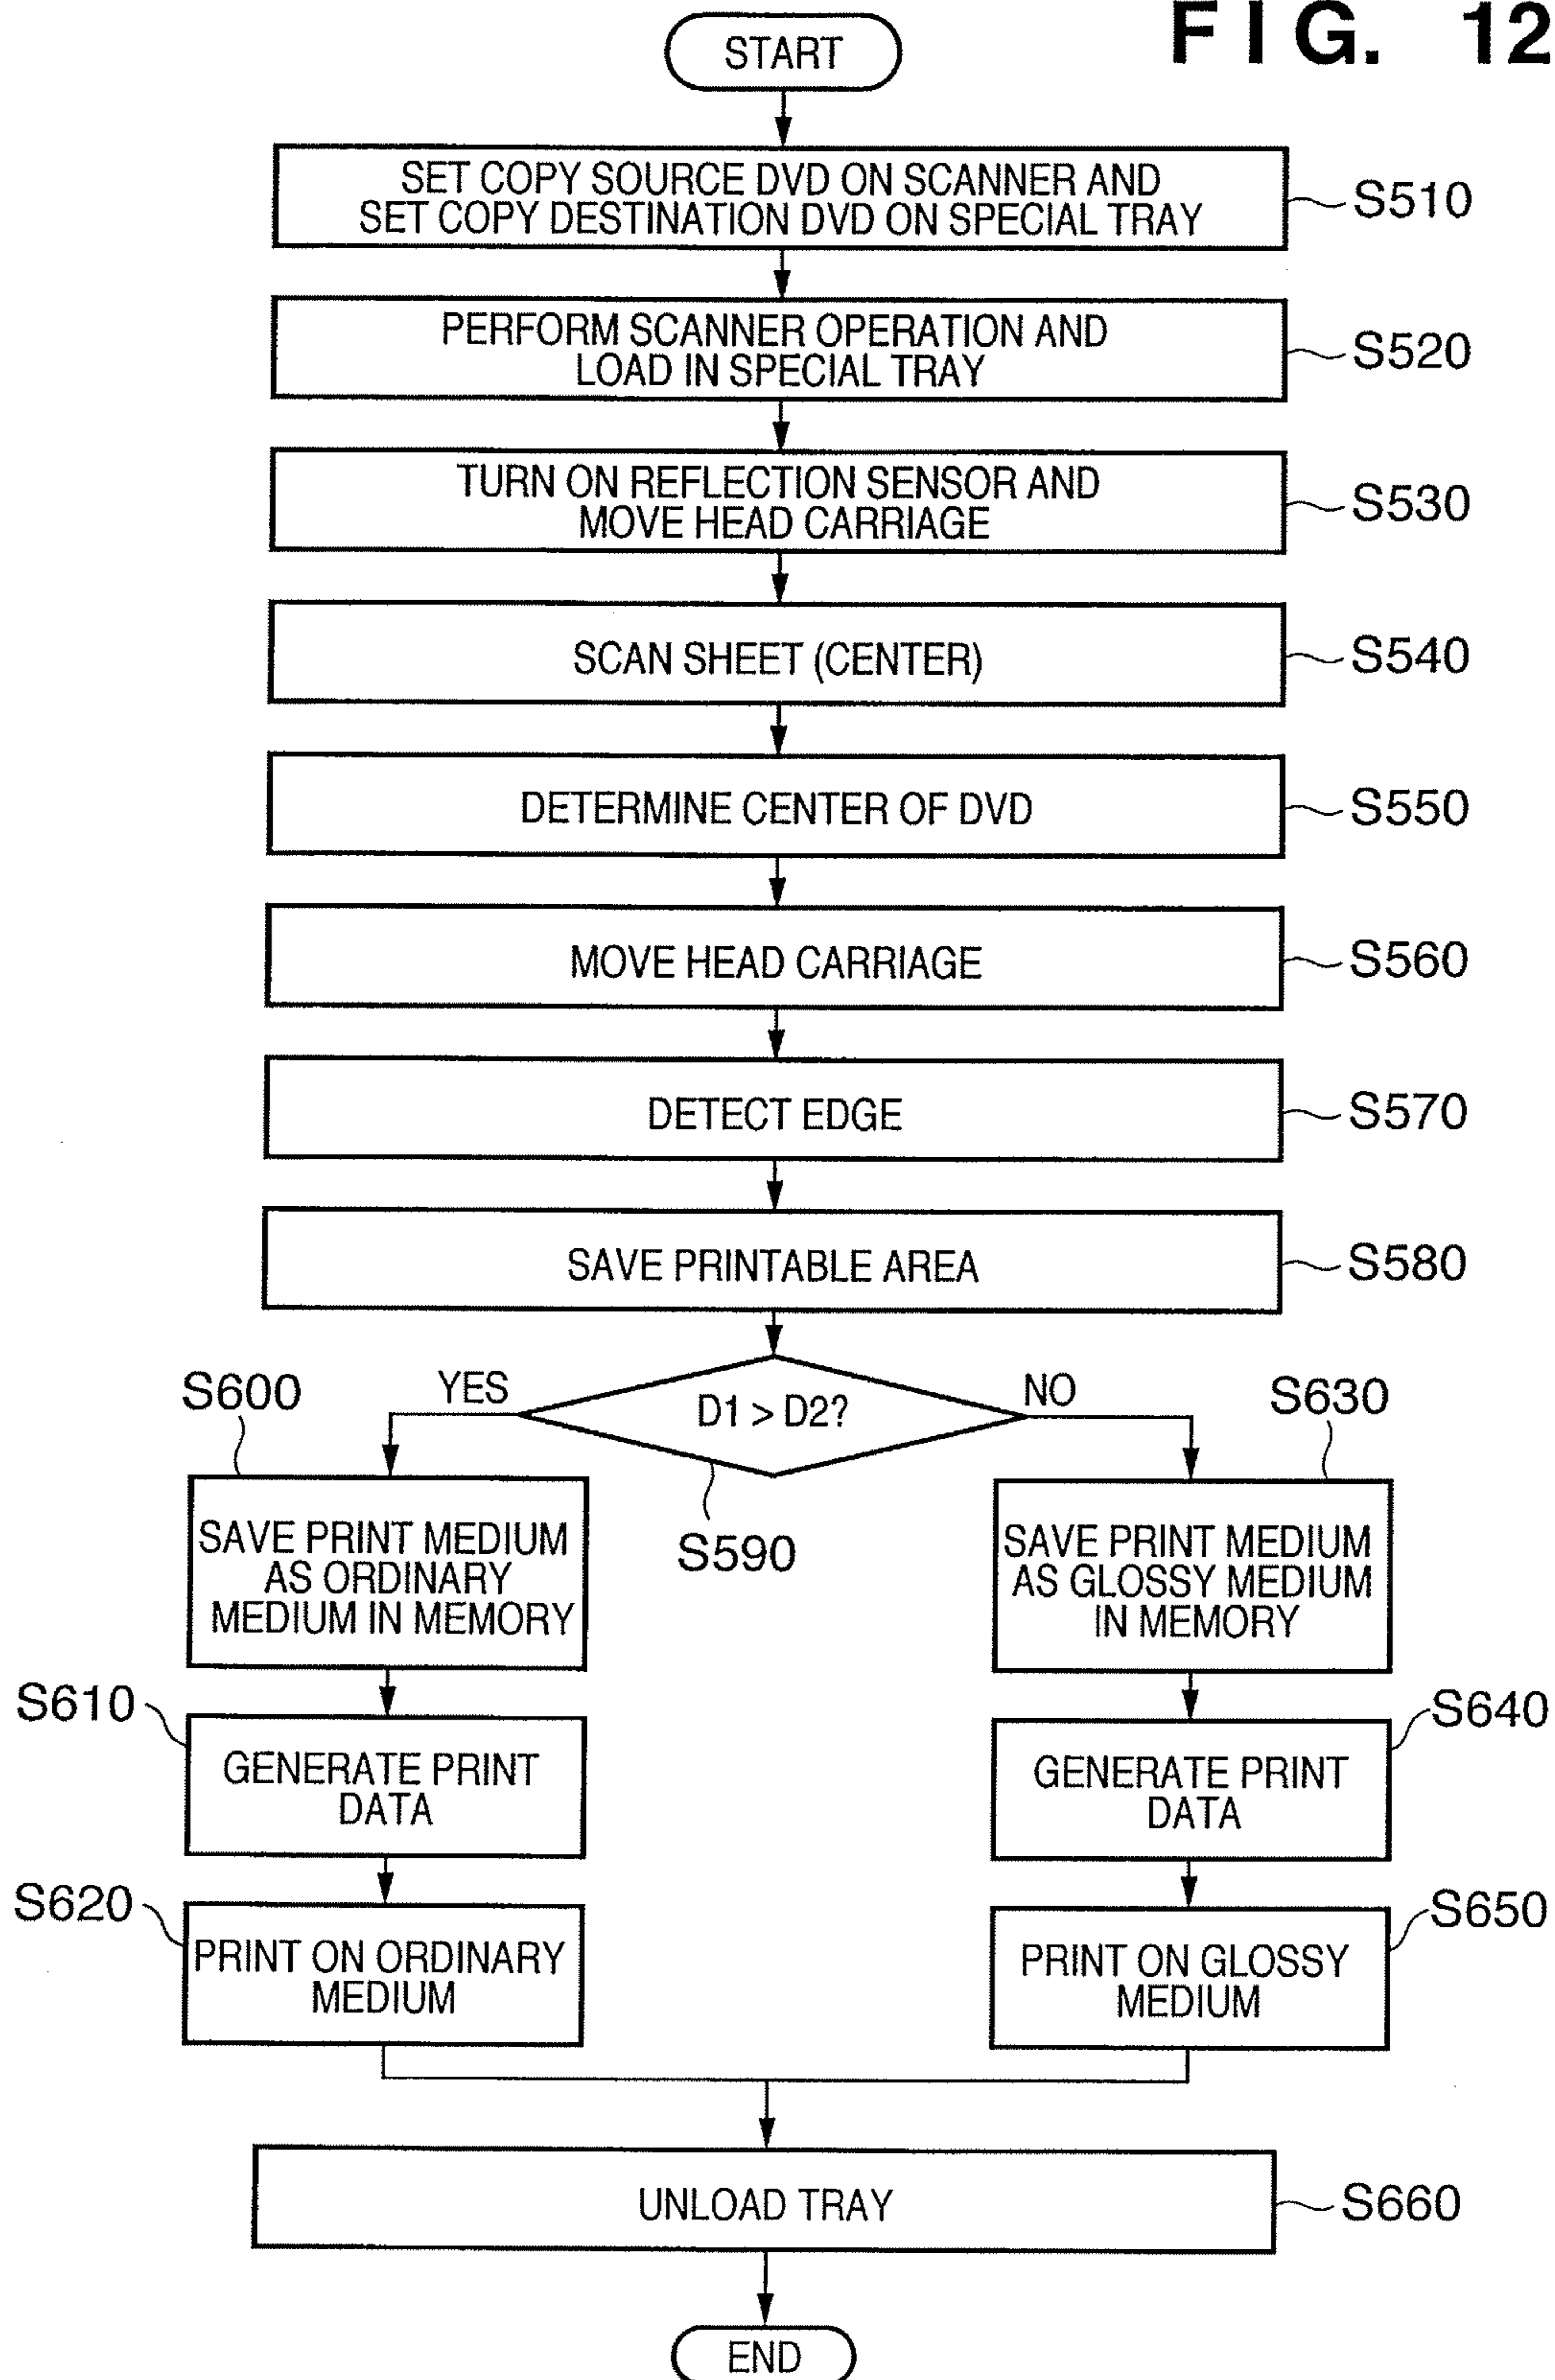 FIG. 12
START
SET COPY SOURCE DVD ON SCANNER AND
SET COPY DESTINATION DVD ON SPECIAL TRAY
S510
PERFORM SCANNER OPERATION AND
LOAD IN SPECIAL TRAY
S520
TURN ON REFLECTION SENSOR AND
MOVE HEAD CARRIAGE
S530
SCAN SHEET (CENTER)
S540
DETERMINE CENTER OF DVD
S550
MOVE HEAD CARRIAGE
S560
DETECT EDGE
S570
SAVE PRINTABLE AREA
S580
D1 > D2?
YES
NO
S590
S600
SAVE PRINT MEDIUM
AS ORDINARY
MEDIUM IN MEMORY
S610
GENERATE PRINT
DATA
S620
PRINT ON ORDINARY
MEDIUM
S630
SAVE PRINT MEDIUM
AS GLOSSY MEDIUM
IN MEMORY
S640
GENERATE PRINT
DATA
S650
PRINT ON GLOSSY
MEDIUM
UNLOAD TRAY
S660
END